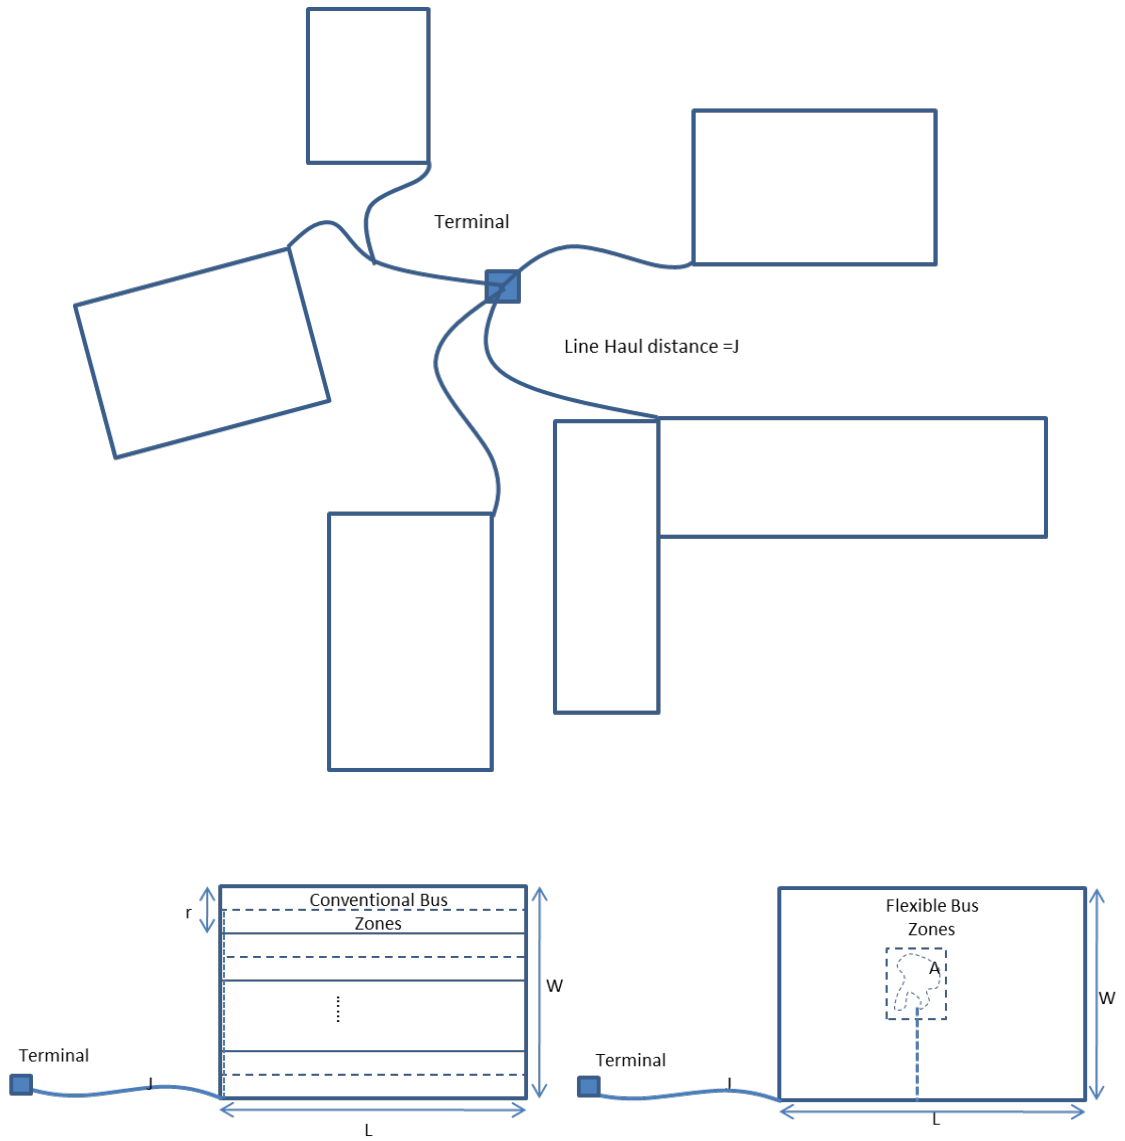 Terminal
Line Haul distance =J
Conventional Bus
Zones
r
W
Terminal
J
L
Flexible Bus
Zones
A
W
Terminal
J
L